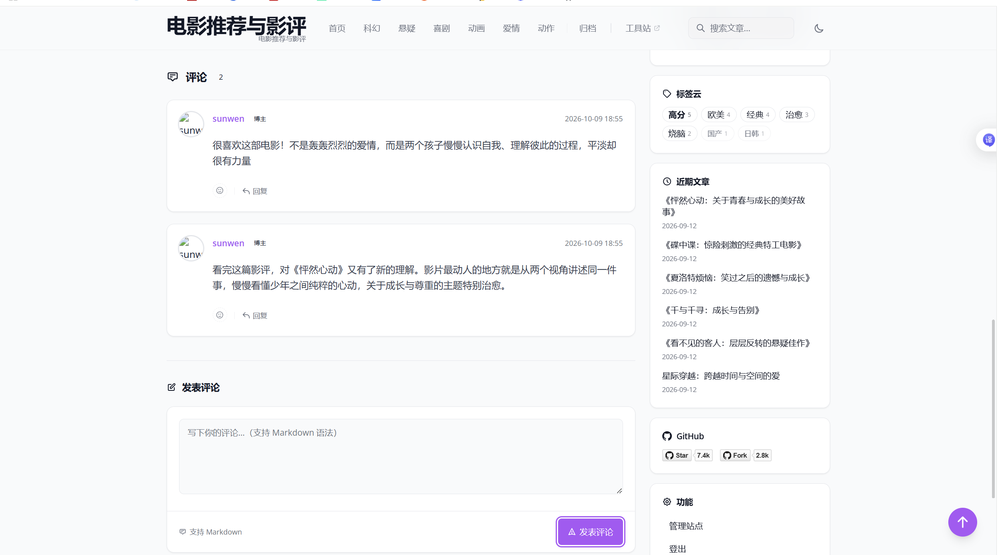 电影推荐与影评
电影推荐与影评
首页 科幻 悬疑 喜剧 动画 爱情 动作 归档 工具站
搜索文章...
评论 2
sunwen 博主 2026-10-09 18:55
sunw
很喜欢这部电影！不是轰轰烈烈的爱情，而是两个孩子慢慢认识自我、理解彼此的过程，平淡却
很有力量
回复
sunwen 博主 2026-10-09 18:55
sunw
看完这篇影评，对《怦然心动》又有了新的理解。影片最动人的地方就是从两个视角讲述同一件
事，慢慢看懂少年之间纯粹的心动，关于成长与尊重的主题特别治愈。
回复
发表评论
写下你的评论...（支持 Markdown 语法）
支持 Markdown
发表评论
标签云
高分 5 欧美 4 经典 4 治愈 3
烧脑 2 国产 1 日韩 1
近期文章
《怦然心动：关于青春与成长的美好故
事》
2026-09-12
《碟中谍：惊险刺激的经典特工电影》
2026-09-12
《夏洛特烦恼：笑过之后的遗憾与成长》
2026-09-12
《千与千寻：成长与告别》
2026-09-12
《看不见的客人：层层反转的悬疑佳作》
2026-09-12
星际穿越：跨越时间与空间的爱
2026-09-12
GitHub
Star 7.4k Fork 2.8k
功能
管理站点
登出
译